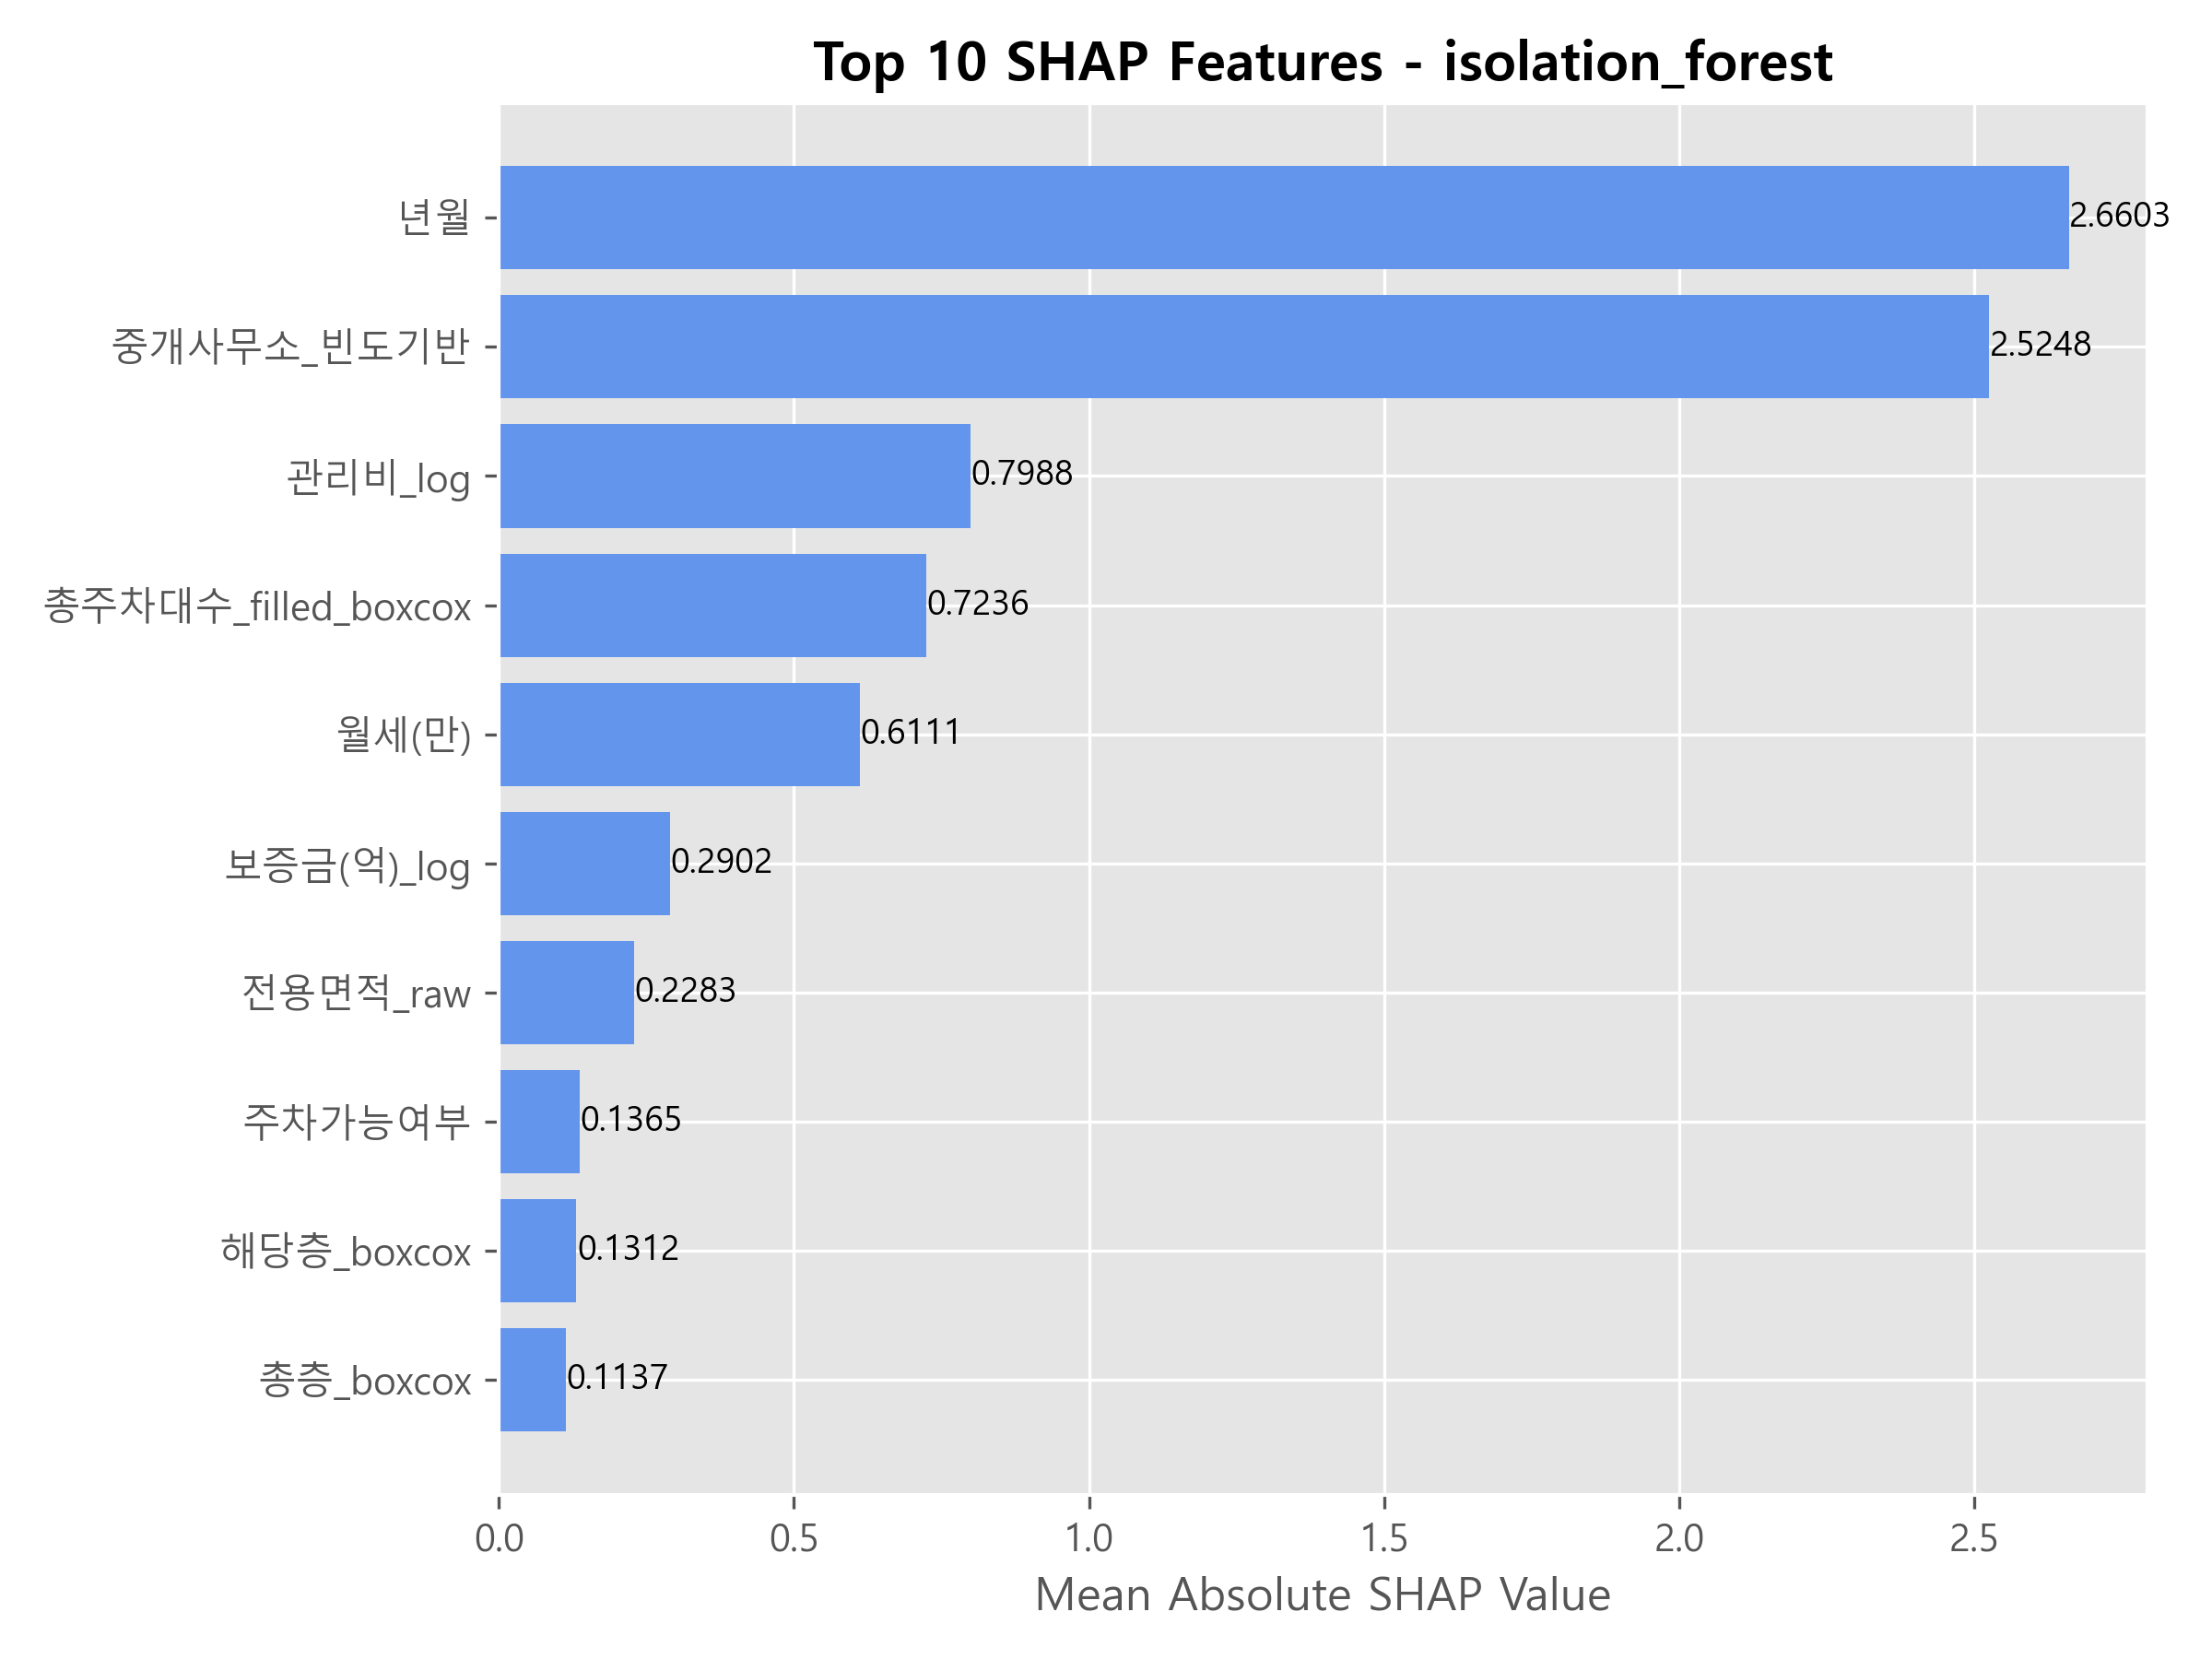 Top 10 SHAP Features - isolation_forest
년월
2.6603
중개사무소_빈도기반
2.5248
관리비_log
0.7988
총주차대수_filled_boxcox
0.7236
월세(만)
0.6111
보증금(억)_log
0.2902
전용면적_raw
0.2283
주차가능여부
0.1365
해당층_boxcox
0.1312
총층_boxcox
0.1137
0.0 0.5 1.0 1.5 2.0 2.5
Mean Absolute SHAP Value